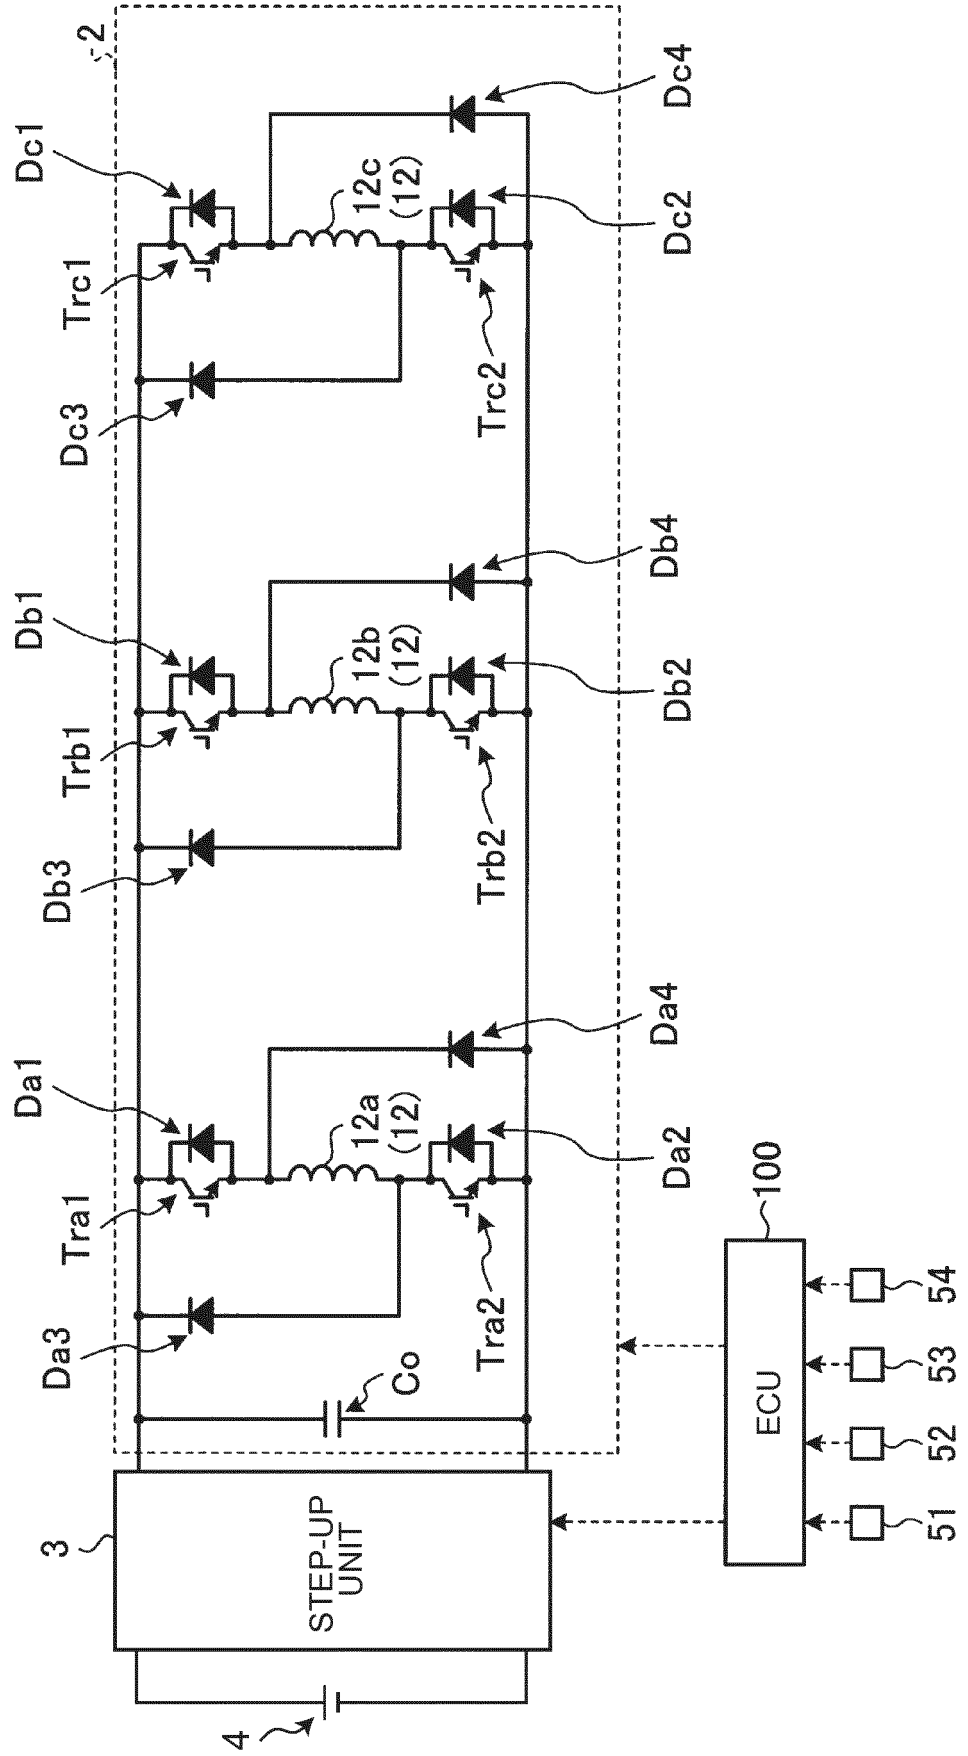 2
Dc1
Dc4
Trc1
12c
(12)
Dc2
Dc3
Trc2
Db1
Db4
Trb1
12b
(12)
Db2
Db3
Trb2
Da1
Da4
Tra1
12a
(12)
Da2
Da3
Tra2
Co
3
STEP-UP
UNIT
4
100
ECU
51
52
53
54